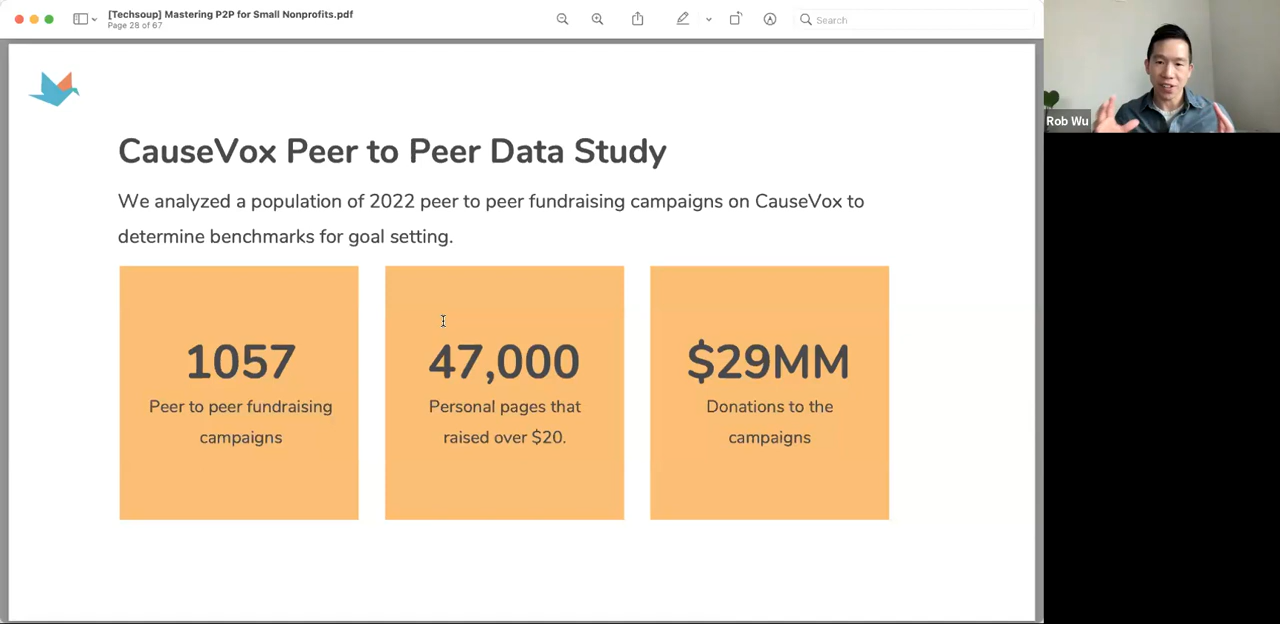 [Techsoup] Mastering P2P for Small Nonprofits.pdf
Page 28 of 67
Search
Rob Wu
CauseVox Peer to Peer Data Study
We analyzed a population of 2022 peer to peer fundraising campaigns on CauseVox to
determine benchmarks for goal setting.
1057
Peer to peer fundraising
campaigns
47,000
Personal pages that
raised over $20.
$29MM
Donations to the
campaigns